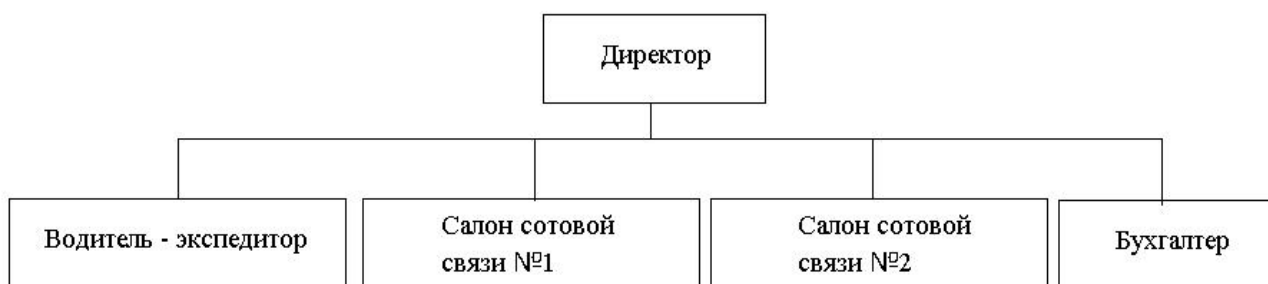 Директор
Водитель - экспедитор
Салон сотовой
связи №1
Салон сотовой
связи №2
Бухгалтер